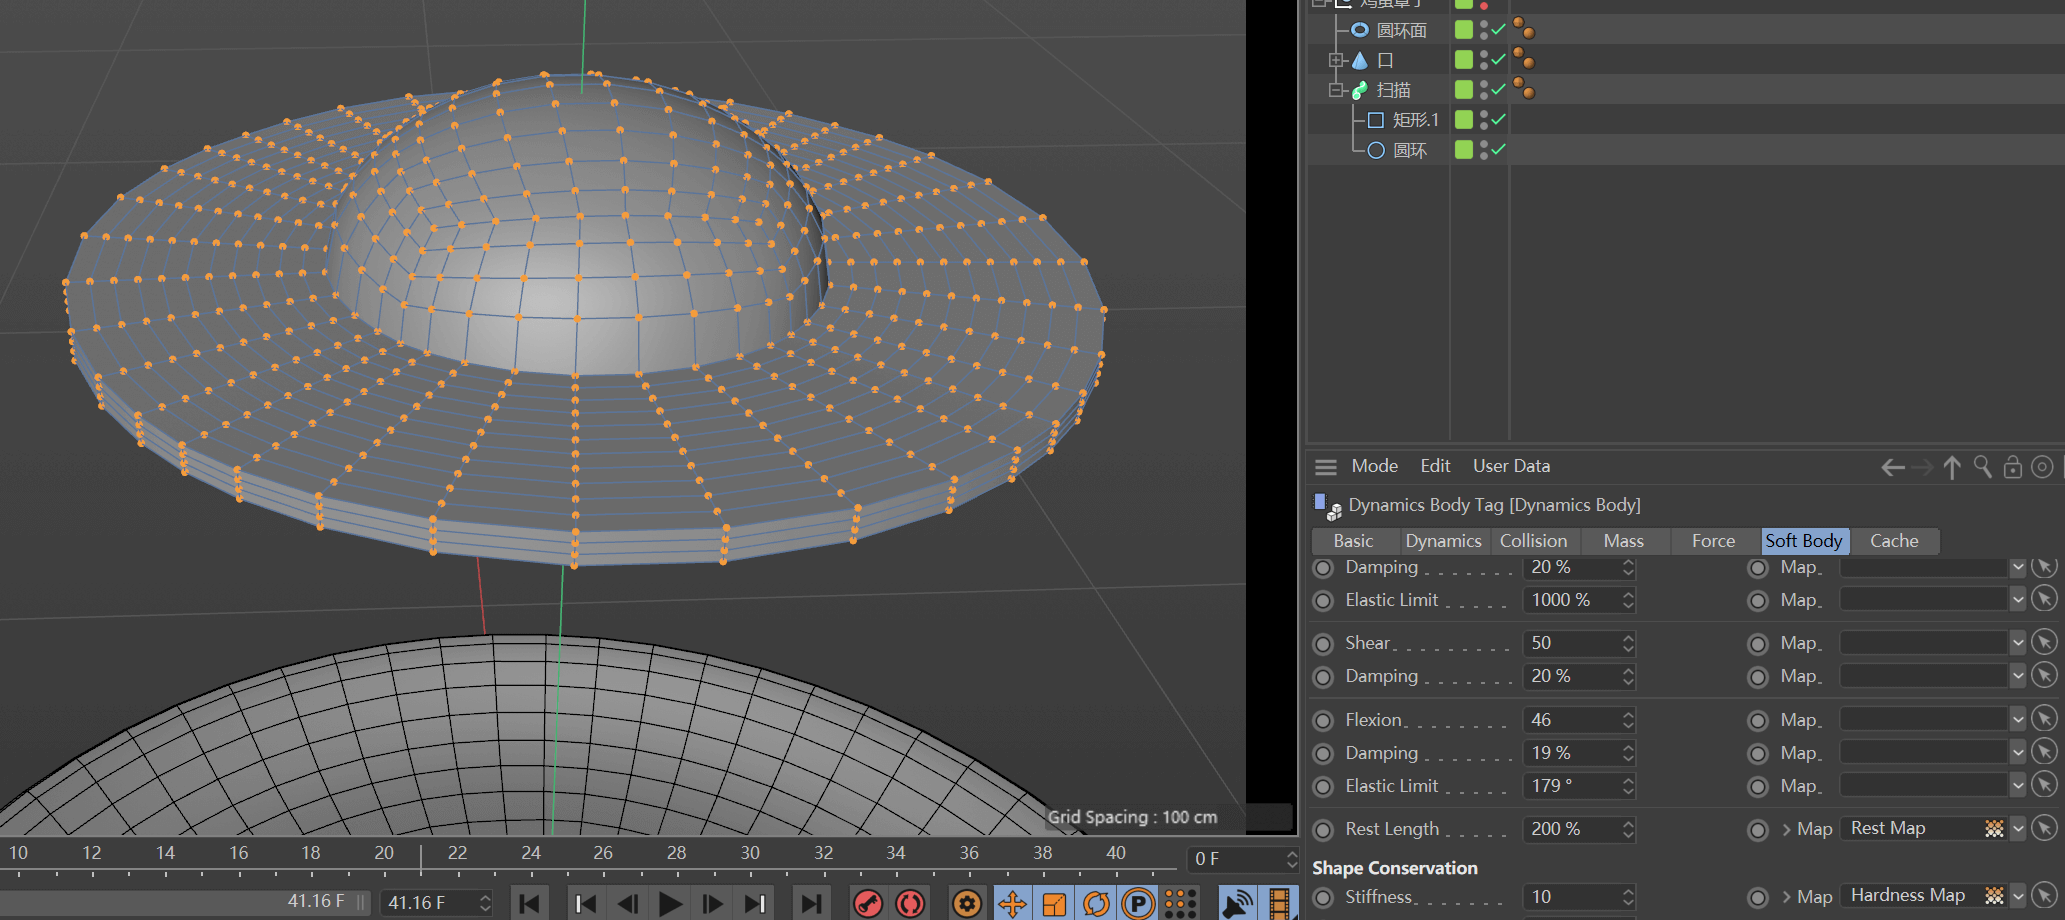 圆环面
口
扫描
矩形.1
圆环
Mode Edit User Data
Dynamics Body Tag [Dynamics Body]
Basic Dynamics Collision Mass Force Soft Body Cache
Damping 20 % Map
Elastic Limit 1000 % Map
Shear 50 Map
Damping 20 % Map
Flexion 46 Map
Damping 19 % Map
Elastic Limit 179 ° Map
Rest Length 200 % Map Rest Map
Shape Conservation
Stiffness 10 Map Hardness Map
Grid Spacing : 100 cm
10 12 14 16 18 20 22 24 26 28 30 32 34 36 38 40 0 F
41.16 F 41.16 F P